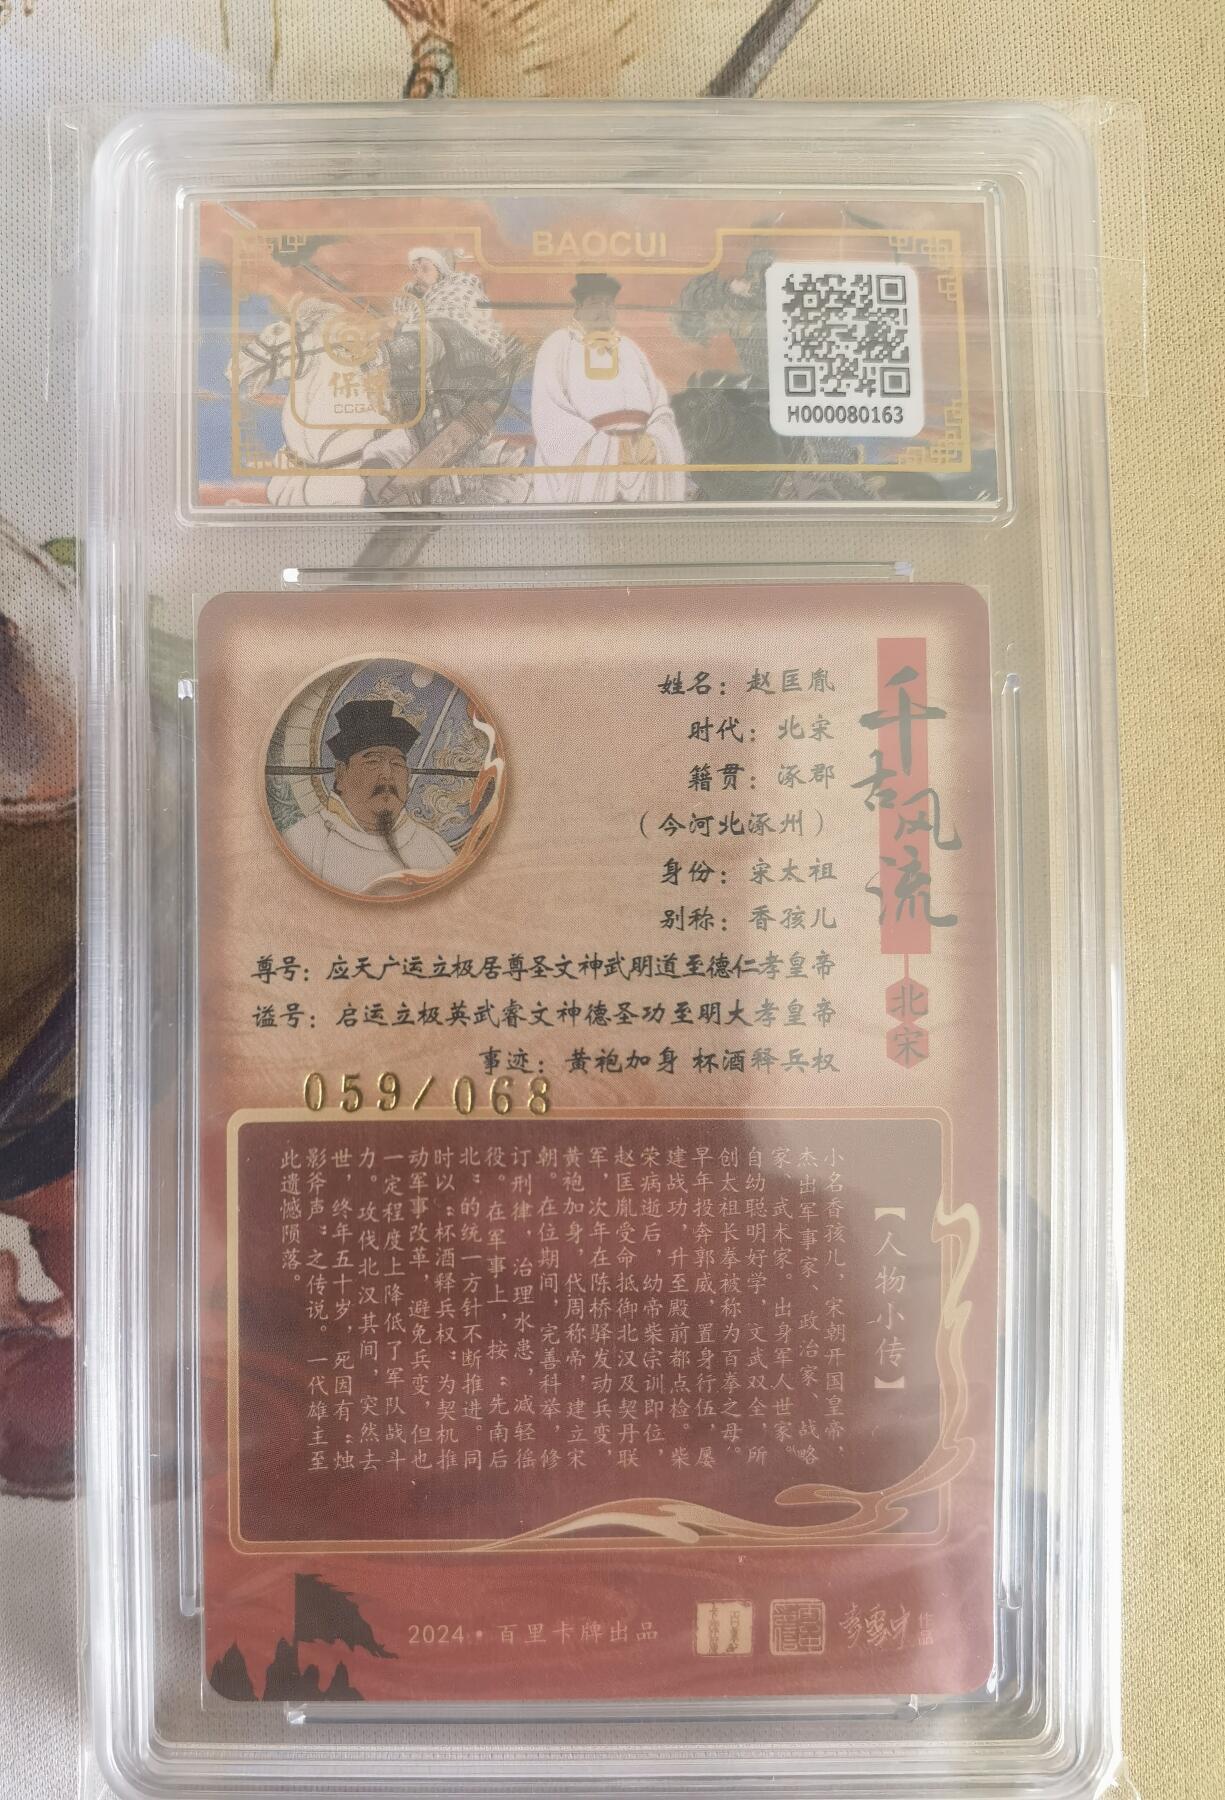 BAOCUI
保粹
CCGA
H000080163
姓名：赵匡胤
时代：北宋
籍贯：涿郡
（今河北涿州）
身份：宋太祖
别称：香孩儿
尊号：应天广运立极居尊圣文神武明道至德仁孝皇帝
谥号：启运立极英武睿文神德圣功至明大孝皇帝
事迹：黄袍加身 杯酒释兵权
千古风流
北宋
059/068
【人物小传】
小名香孩儿，宋朝开国皇帝，
杰出军事家、政治家、战略
家、武术家。出身军人世家。
自幼聪明好学，文武双全，所
创太祖长拳被称为“百拳之母”。
早年投奔郭威，置身行伍，屡
建战功，升至殿前都点检。柴
荣病逝后，幼帝柴宗训即位，
赵匡胤受命抵御北汉及契丹联
军，次年在陈桥驿发动兵变，
黄袍加身，代周称帝，建立宋
朝。在位期间，完善科举，修
订刑律，治理水患，减轻徭
役。在军事上，按“先南后
北”的统一方针不断推进。同
时以“杯酒释兵权”为契机推
动军事改革，避免兵变，但也
一定程度上降低了军队战斗
力。攻伐北汉其间，突然去
世，终年五十岁，死因有“烛
影斧声”之传说。一代雄主至
此遗憾陨落。
2024·百里卡牌出品
李云中
作品